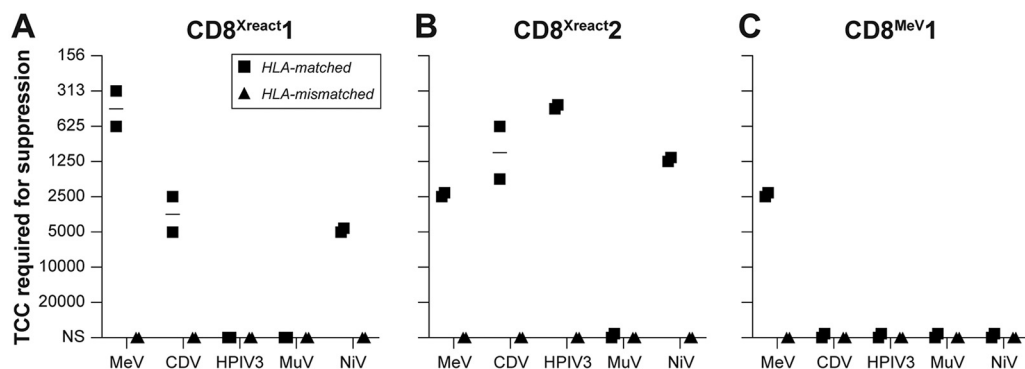 A
CD8Xreact1
B
CD8Xreact2
C
CD8MeV1
TCC required for suppression
156
313
625
1250
2500
5000
10000
20000
NS
HLA-matched
HLA-mismatched
MeV CDV HPIV3 MuV NiV
MeV CDV HPIV3 MuV NiV
MeV CDV HPIV3 MuV NiV